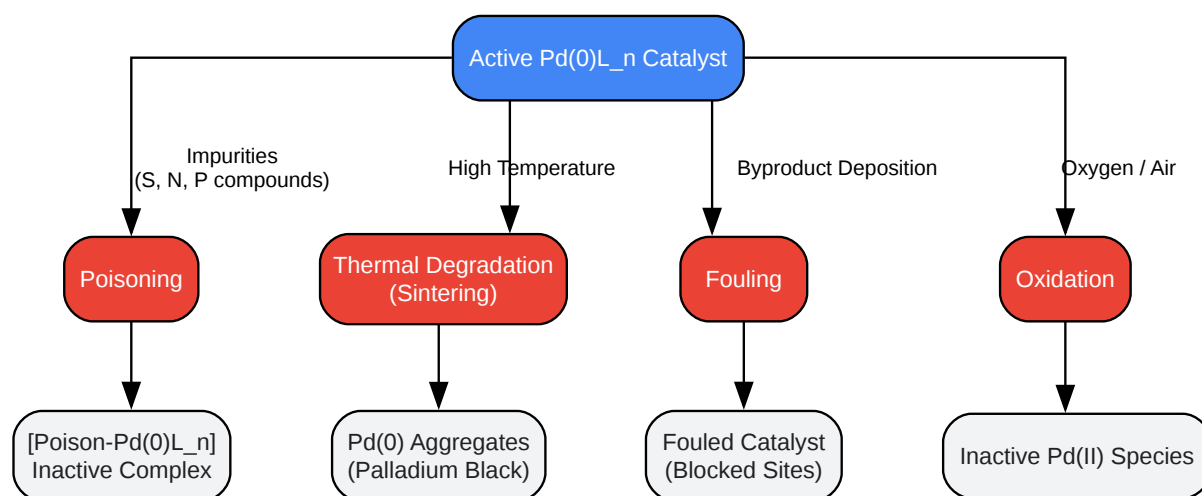 Active Pd(0)L_n Catalyst
Impurities
(S, N, P compounds)
High Temperature
Byproduct Deposition
Oxygen / Air
Poisoning
Thermal Degradation
(Sintering)
Fouling
Oxidation
[Poison-Pd(0)L_n]
Inactive Complex
Pd(0) Aggregates
(Palladium Black)
Fouled Catalyst
(Blocked Sites)
Inactive Pd(II) Species